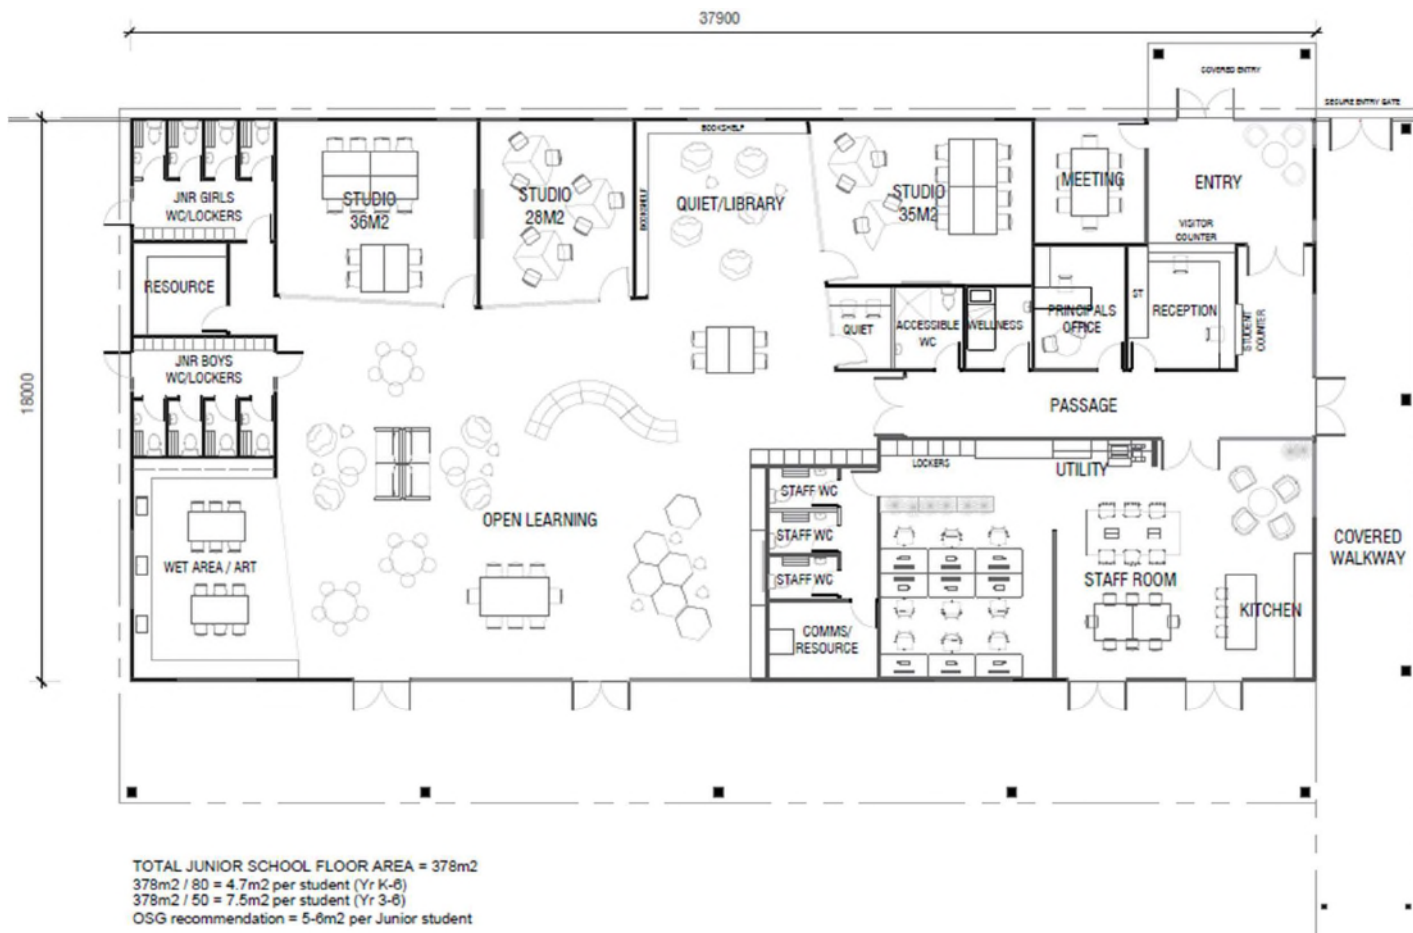 37900
COVERED ENTRY
SECURE ENTRY GATE
18000
BOOKSHELF
BOOKSHELF
JNR GIRLS
WC/LOCKERS
STUDIO
36M2
STUDIO
28M2
QUIET/LIBRARY
STUDIO
35M2
MEETING
ENTRY
VISITOR
COUNTER
RESOURCE
QUIET
ACCESSIBLE
WC
WELLNESS
PRINCIPALS
OFFICE
ST
RECEPTION
STUDENT
COUNTER
JNR BOYS
WC/LOCKERS
PASSAGE
LOCKERS
UTILITY
STAFF WC
STAFF WC
STAFF WC
OPEN LEARNING
WET AREA / ART
COMMS/
RESOURCE
STAFF ROOM
KITCHEN
COVERED
WALKWAY
TOTAL JUNIOR SCHOOL FLOOR AREA = 378m2
378m2 / 80 = 4.7m2 per student (Yr K-6)
378m2 / 50 = 7.5m2 per student (Yr 3-6)
OSG recommendation = 5-6m2 per Junior student